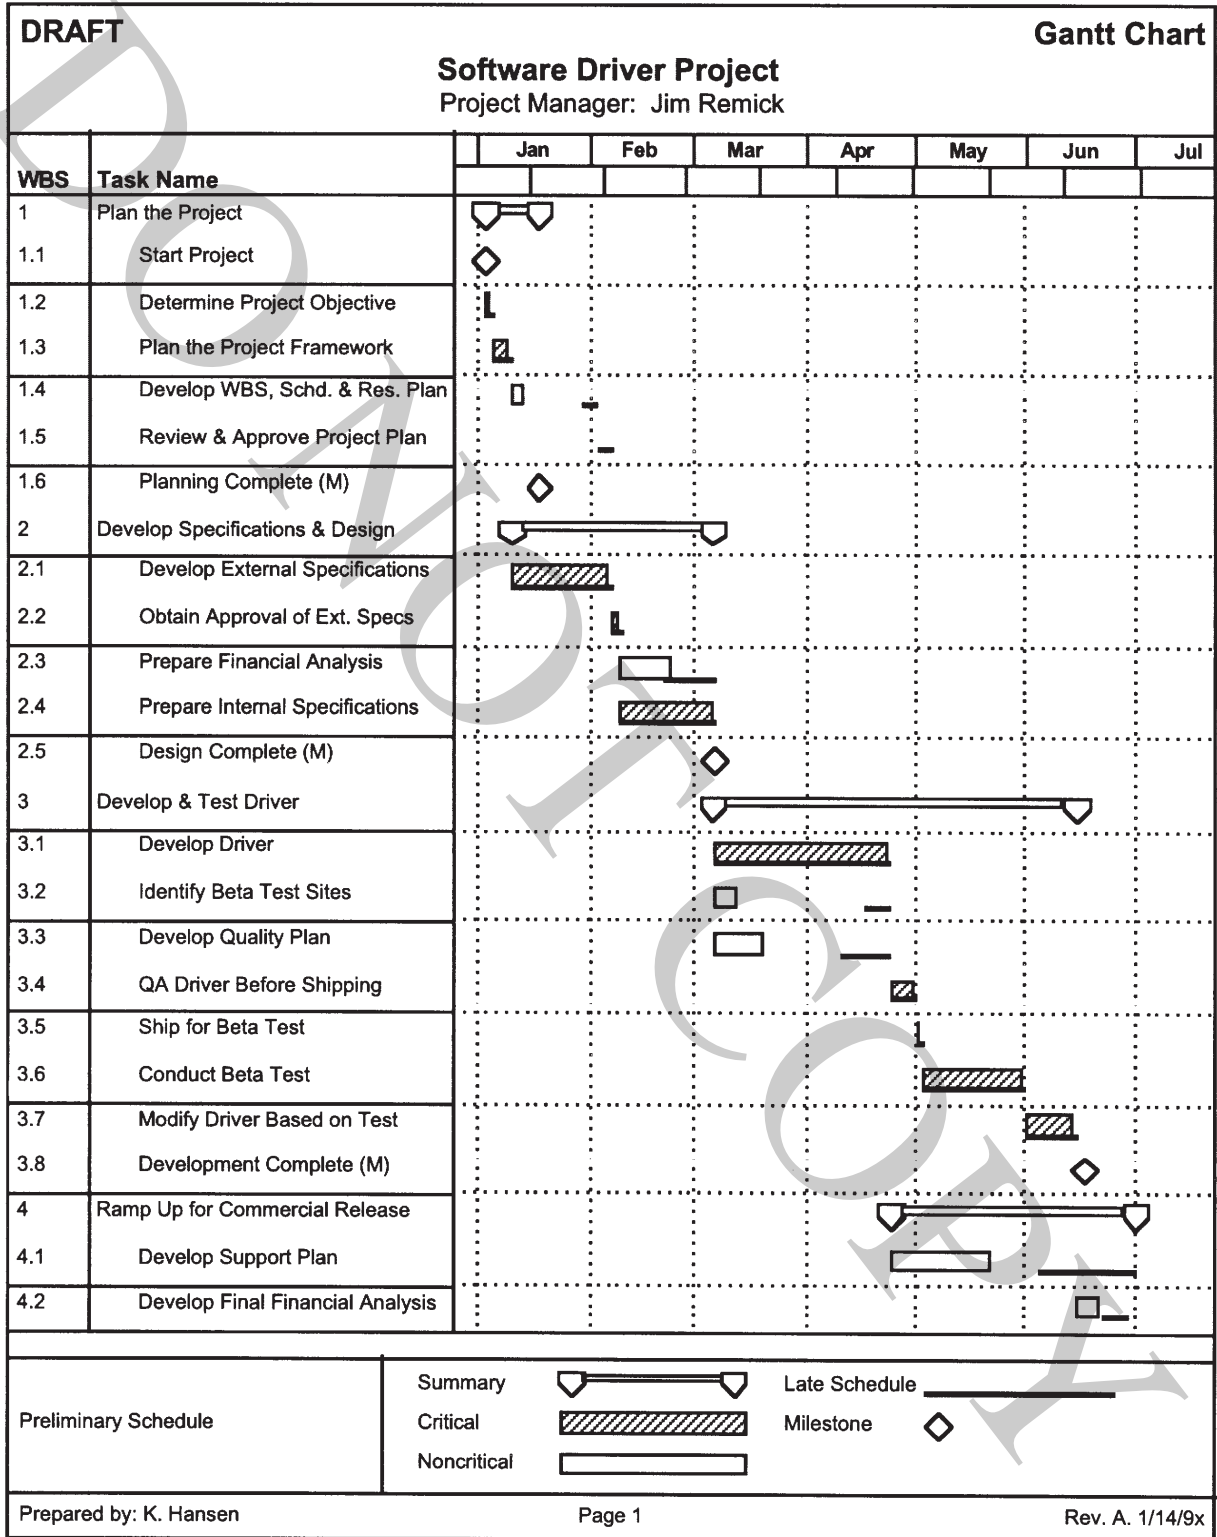 DRAFT
Gantt Chart
Software Driver Project
Project Manager: Jim Remick
Jan Feb Mar Apr May Jun Jul
WBS Task Name
1 Plan the Project
1.1 Start Project
1.2 Determine Project Objective
1.3 Plan the Project Framework
1.4 Develop WBS, Schd. & Res. Plan
1.5 Review & Approve Project Plan
1.6 Planning Complete (M)
2 Develop Specifications & Design
2.1 Develop External Specifications
2.2 Obtain Approval of Ext. Specs
2.3 Prepare Financial Analysis
2.4 Prepare Internal Specifications
2.5 Design Complete (M)
3 Develop & Test Driver
3.1 Develop Driver
3.2 Identify Beta Test Sites
3.3 Develop Quality Plan
3.4 QA Driver Before Shipping
3.5 Ship for Beta Test
3.6 Conduct Beta Test
3.7 Modify Driver Based on Test
3.8 Development Complete (M)
4 Ramp Up for Commercial Release
4.1 Develop Support Plan
4.2 Develop Final Financial Analysis
Preliminary Schedule
Summary
Late Schedule
Critical
Milestone
Noncritical
Prepared by: K. Hansen
Page 1
Rev. A. 1/14/9x
DO NOT COPY